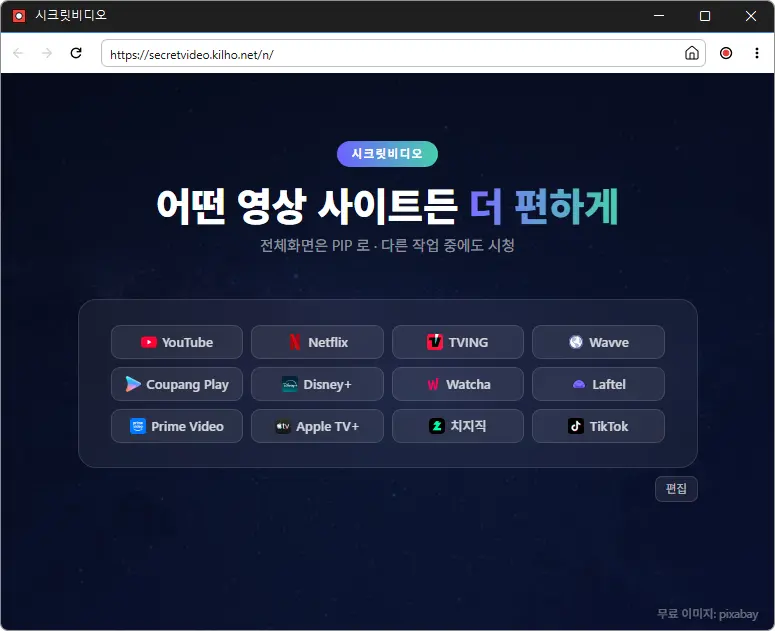 시크릿비디오
https://secretvideo.kilho.net/n/
시크릿비디오
어떤 영상 사이트든 더 편하게
전체화면은 PIP 로 · 다른 작업 중에도 시청
YouTube
Netflix
TVING
Wavve
Coupang Play
Disney+
Watcha
Laftel
Prime Video
Apple TV+
치지직
TikTok
편집
무료 이미지: pixabay